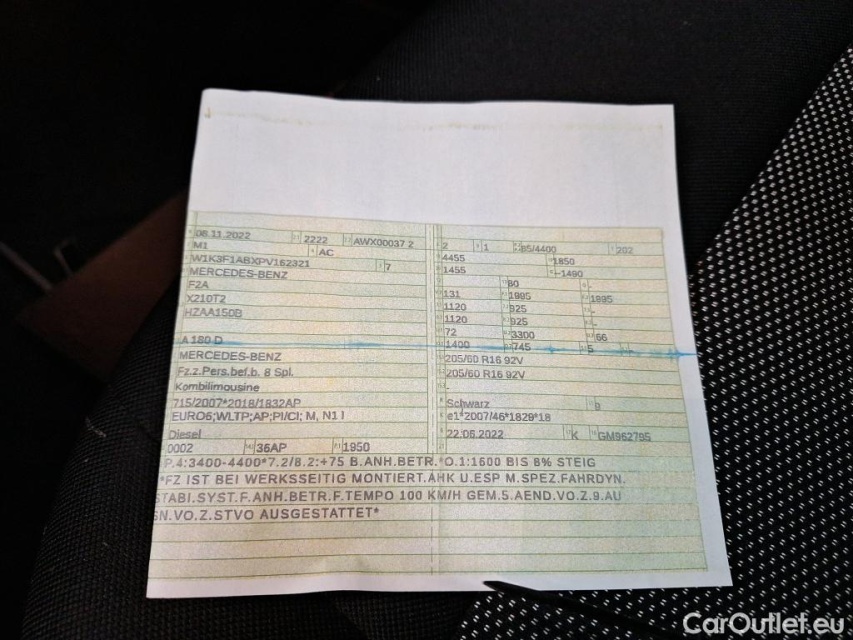 08.11.2022 2222 AWX00037 2
M1 AC
W1K3F1ABXPV162321 7
MERCEDES-BENZ
F2A
X210T2
HZAA150B
A 180 D
MERCEDES-BENZ
Fz.z.Pers.bef.b. 8 Spl.
Kombilimousine
715/2007*2018/1832AP
EURO6;WLTP;AP;PI/CI; M, N1 I
Diesel
0002 36AP 1950
2 1 85/4400 202
4455 1850
1455 -1490
80 -
131 1995 1895
1120 925 -
1120 925 -
72 3300 66
1400 745 5
205/60 R16 92V
205/60 R16 92V
-
Schwarz 9
e1*2007/46*1829*18
22.06.2022 K GM962795
P.4:3400-4400*7.2/8.2:+75 B.ANH.BETR.*O.1:1600 BIS 8% STEIG
*FZ IST BEI WERKSSEITIG MONTIERT.AHK U.ESP M.SPEZ.FAHRDYN.
STABI.SYST.F.ANH.BETR.F.TEMPO 100 KM/H GEM.5.AEND.VO.Z.9.AU
SN.VO.Z.STVO AUSGESTATTET*
CarOutlet.eu